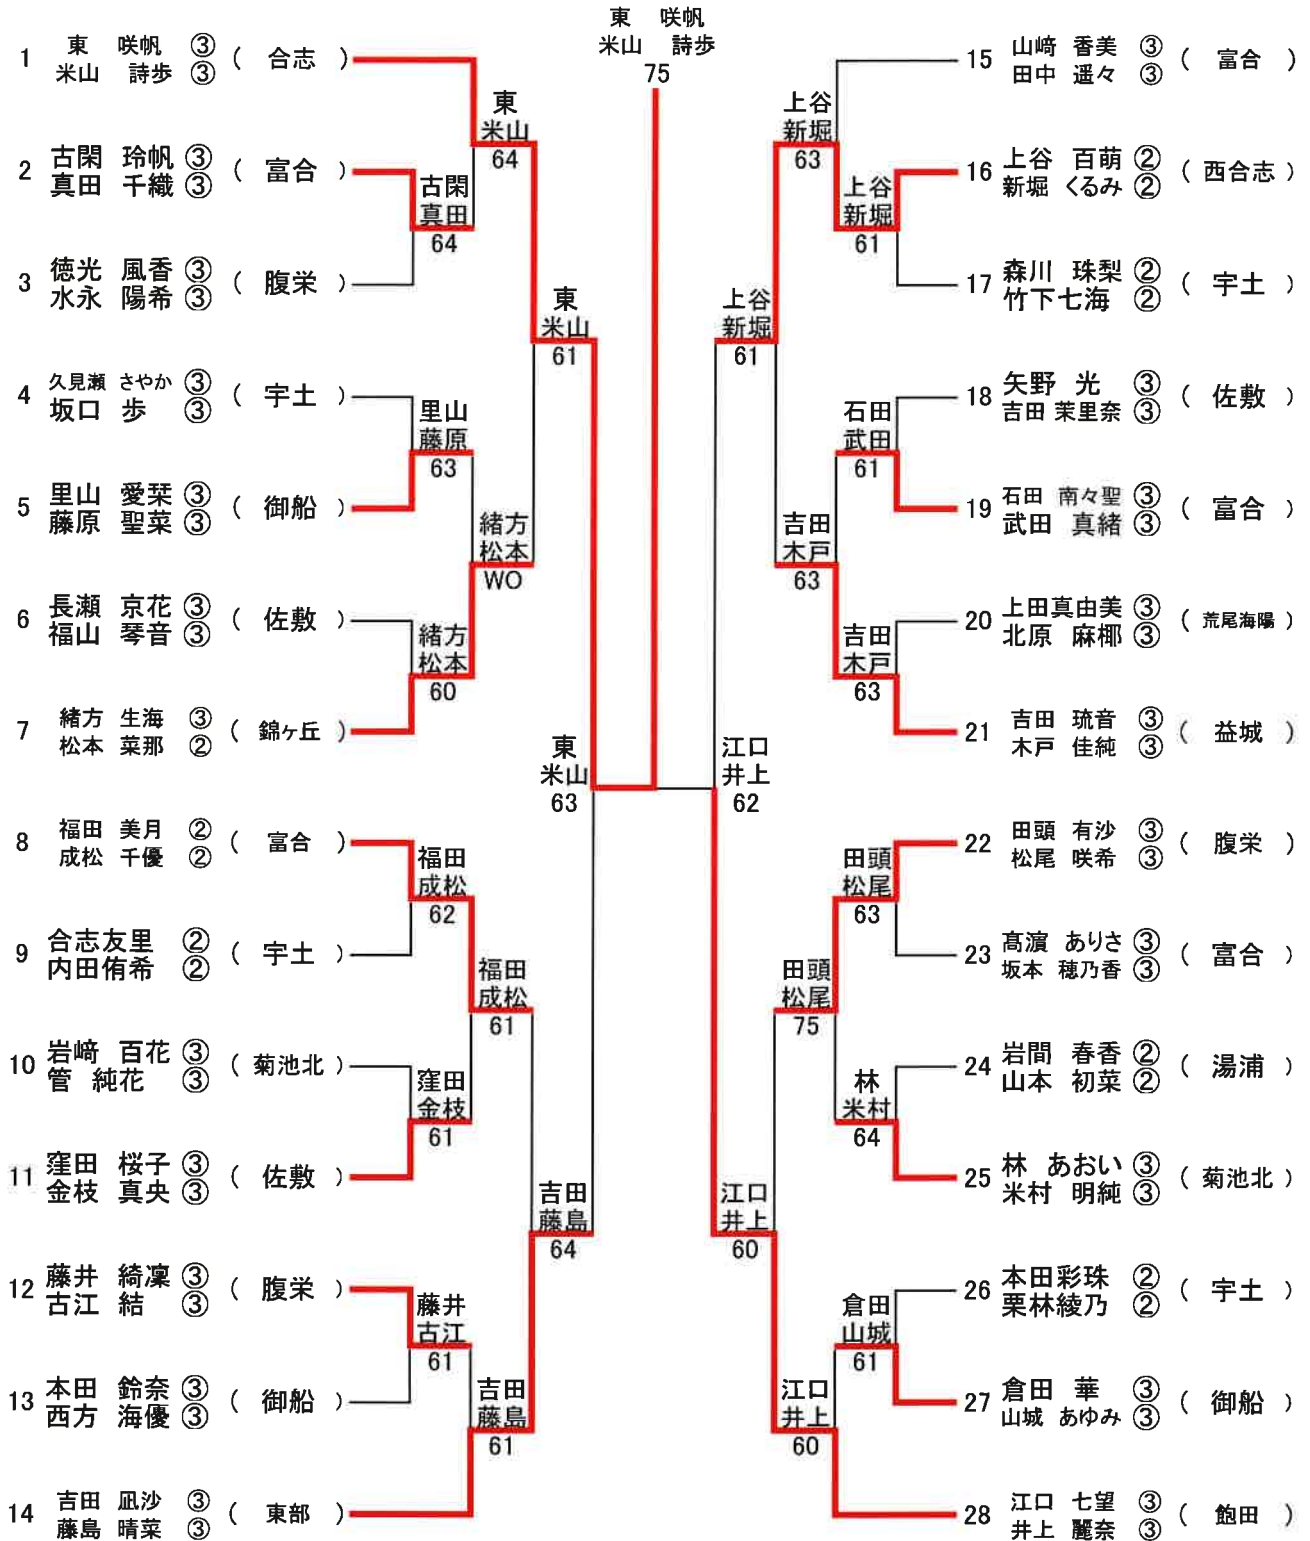 東 咲帆
米山 詩歩
75
1 東 咲帆 ③ ( 合志 )
米山 詩歩 ③
2 古閑 玲帆 ③ ( 富合 )
真田 千織 ③
3 徳光 風香 ③ ( 腹栄 )
水永 陽希 ③
4 久見瀬 さやか ③ ( 宇土 )
坂口 歩 ③
5 里山 愛栞 ③ ( 御船 )
藤原 聖菜 ③
6 長瀬 京花 ③ ( 佐敷 )
福山 琴音 ③
7 緒方 生海 ③ ( 錦ヶ丘 )
松本 菜那 ②
8 福田 美月 ② ( 富合 )
成松 千優 ②
9 合志友里 ② ( 宇土 )
内田侑希 ②
10 岩﨑 百花 ③ ( 菊池北 )
管 純花 ③
11 窪田 桜子 ③ ( 佐敷 )
金枝 真央 ③
12 藤井 綺凜 ③ ( 腹栄 )
古江 結 ③
13 本田 鈴奈 ③ ( 御船 )
西方 海優 ③
14 吉田 凪沙 ③ ( 東部 )
藤島 晴菜 ③
古閑
真田
64
里山
藤原
63
緒方
松本
60
福田
成松
62
窪田
金枝
61
藤井
古江
61
東
米山
64
緒方
松本
WO
福田
成松
61
吉田
藤島
61
東
米山
61
吉田
藤島
64
東
米山
63
江口
井上
62
上谷
新堀
61
江口
井上
60
上谷
新堀
63
吉田
木戸
63
田頭
松尾
75
江口
井上
60
上谷
新堀
61
石田
武田
61
吉田
木戸
63
田頭
松尾
63
林
米村
64
倉田
山城
61
15 山﨑 香美 ③ ( 富合 )
田中 遥々 ③
16 上谷 百萌 ② ( 西合志 )
新堀 くるみ ②
17 森川 珠梨 ② ( 宇土 )
竹下七海 ②
18 矢野 光 ③ ( 佐敷 )
吉田 茉里奈 ③
19 石田 南々聖 ③ ( 富合 )
武田 真緒 ③
20 上田真由美 ③ ( 荒尾海陽 )
北原 麻椰 ③
21 吉田 琉音 ③ ( 益城 )
木戸 佳純 ③
22 田頭 有沙 ③ ( 腹栄 )
松尾 咲希 ③
23 髙濵 ありさ ③ ( 富合 )
坂本 穂乃香 ③
24 岩間 春香 ② ( 湯浦 )
山本 初菜 ②
25 林 あおい ③ ( 菊池北 )
米村 明純 ③
26 本田彩珠 ② ( 宇土 )
栗林綾乃 ②
27 倉田 華 ③ ( 御船 )
山城 あゆみ ③
28 江口 七望 ③ ( 飽田 )
井上 麗奈 ③